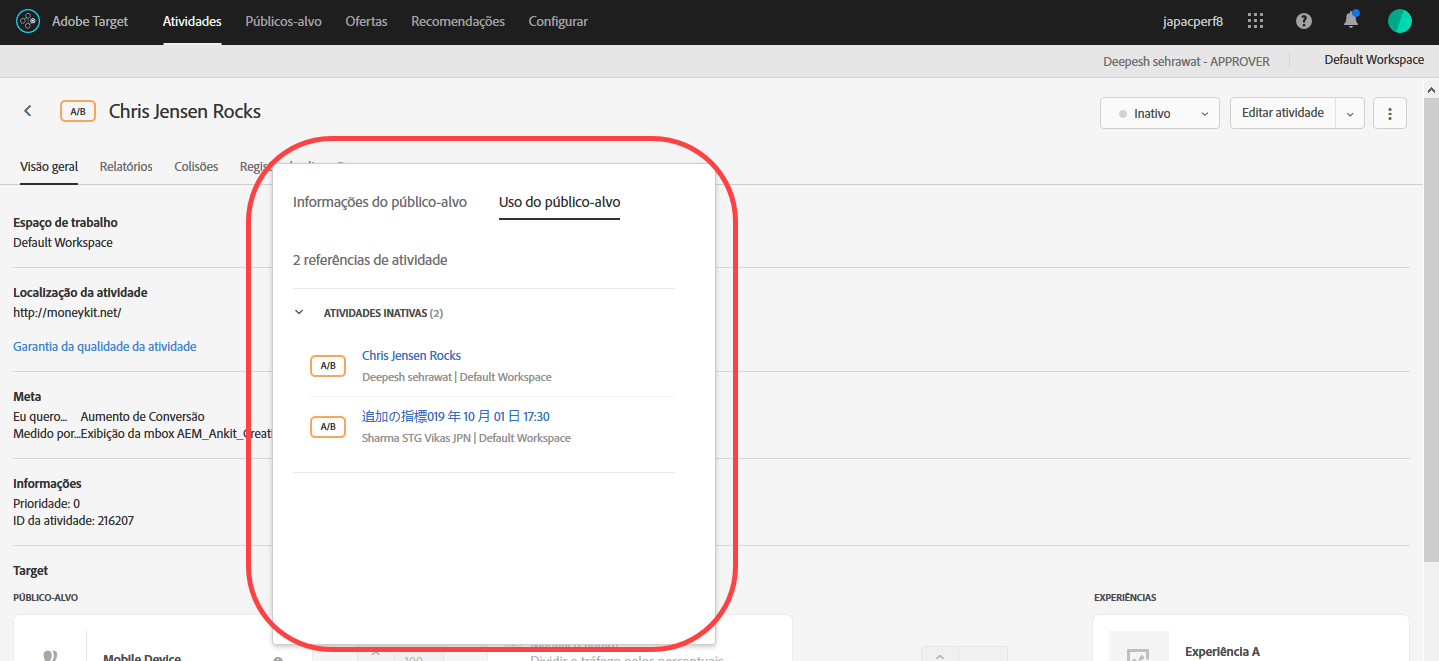 Adobe Target Atividades Públicos-alvo Ofertas Recomendações Configurar japacperf8
Deepesh sehrawat - APPROVER Default Workspace
A/B Chris Jensen Rocks Inativo Editar atividade
Visão geral Relatórios Colisões
Informações do público-alvo Uso do público-alvo
2 referências de atividade
ATIVIDADES INATIVAS (2)
A/B Chris Jensen Rocks
Deepesh sehrawat | Default Workspace
A/B 追加の指標019 年 10 月 01 日 17:30
Sharma STG Vikas JPN | Default Workspace
Espaço de trabalho
Default Workspace
Localização da atividade
http://moneykit.net/
Garantia da qualidade da atividade
Meta
Eu quero... Aumento de Conversão
Medido por...Exibição da mbox AEM_Ankit_Creati
Informações
Prioridade: 0
ID da atividade: 216207
Target
PÚBLICO-ALVO EXPERIÊNCIAS
Mobile Device 100 Dividir o tráfego pelos percentuais Experiência A